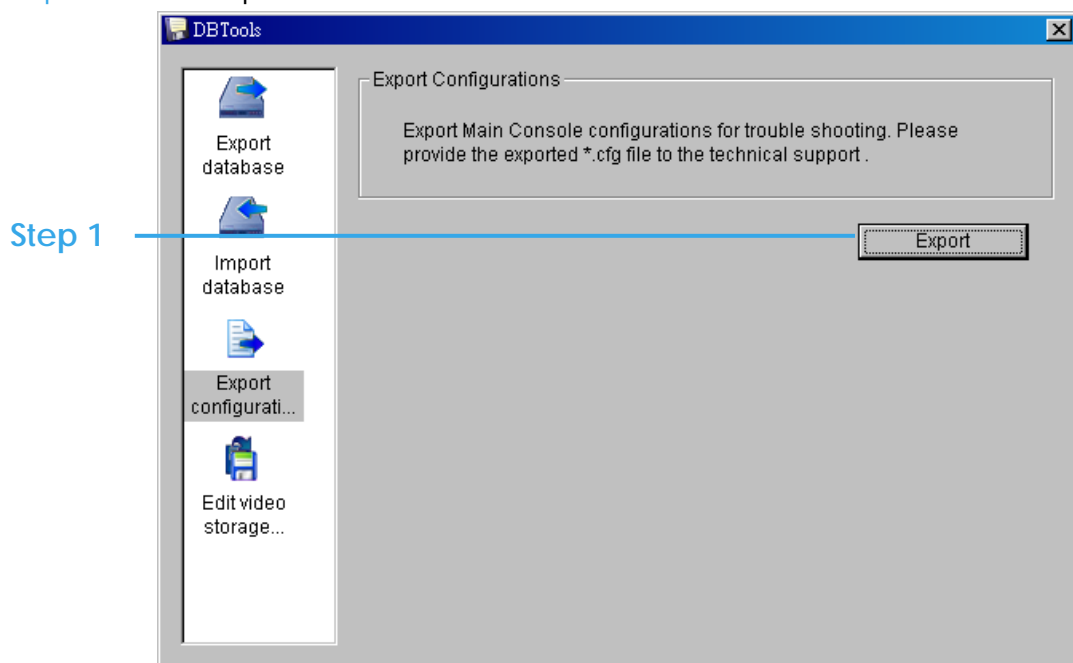 DBTools
Export
database
Import
database
Export
configurati...
Edit video
storage...
Export Configurations
Export Main Console configurations for trouble shooting. Please
provide the exported *.cfg file to the technical support .
Step 1
Export